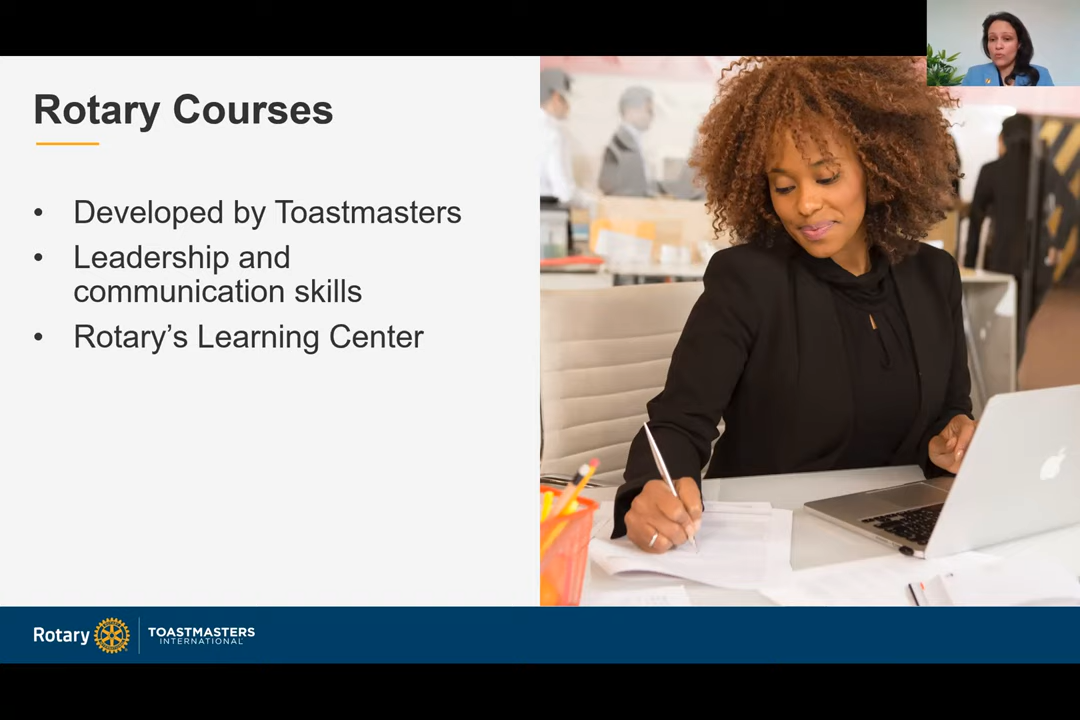 Rotary Courses
• Developed by Toastmasters
• Leadership and
communication skills
• Rotary's Learning Center
Rotary
TOASTMASTERS
INTERNATIONAL